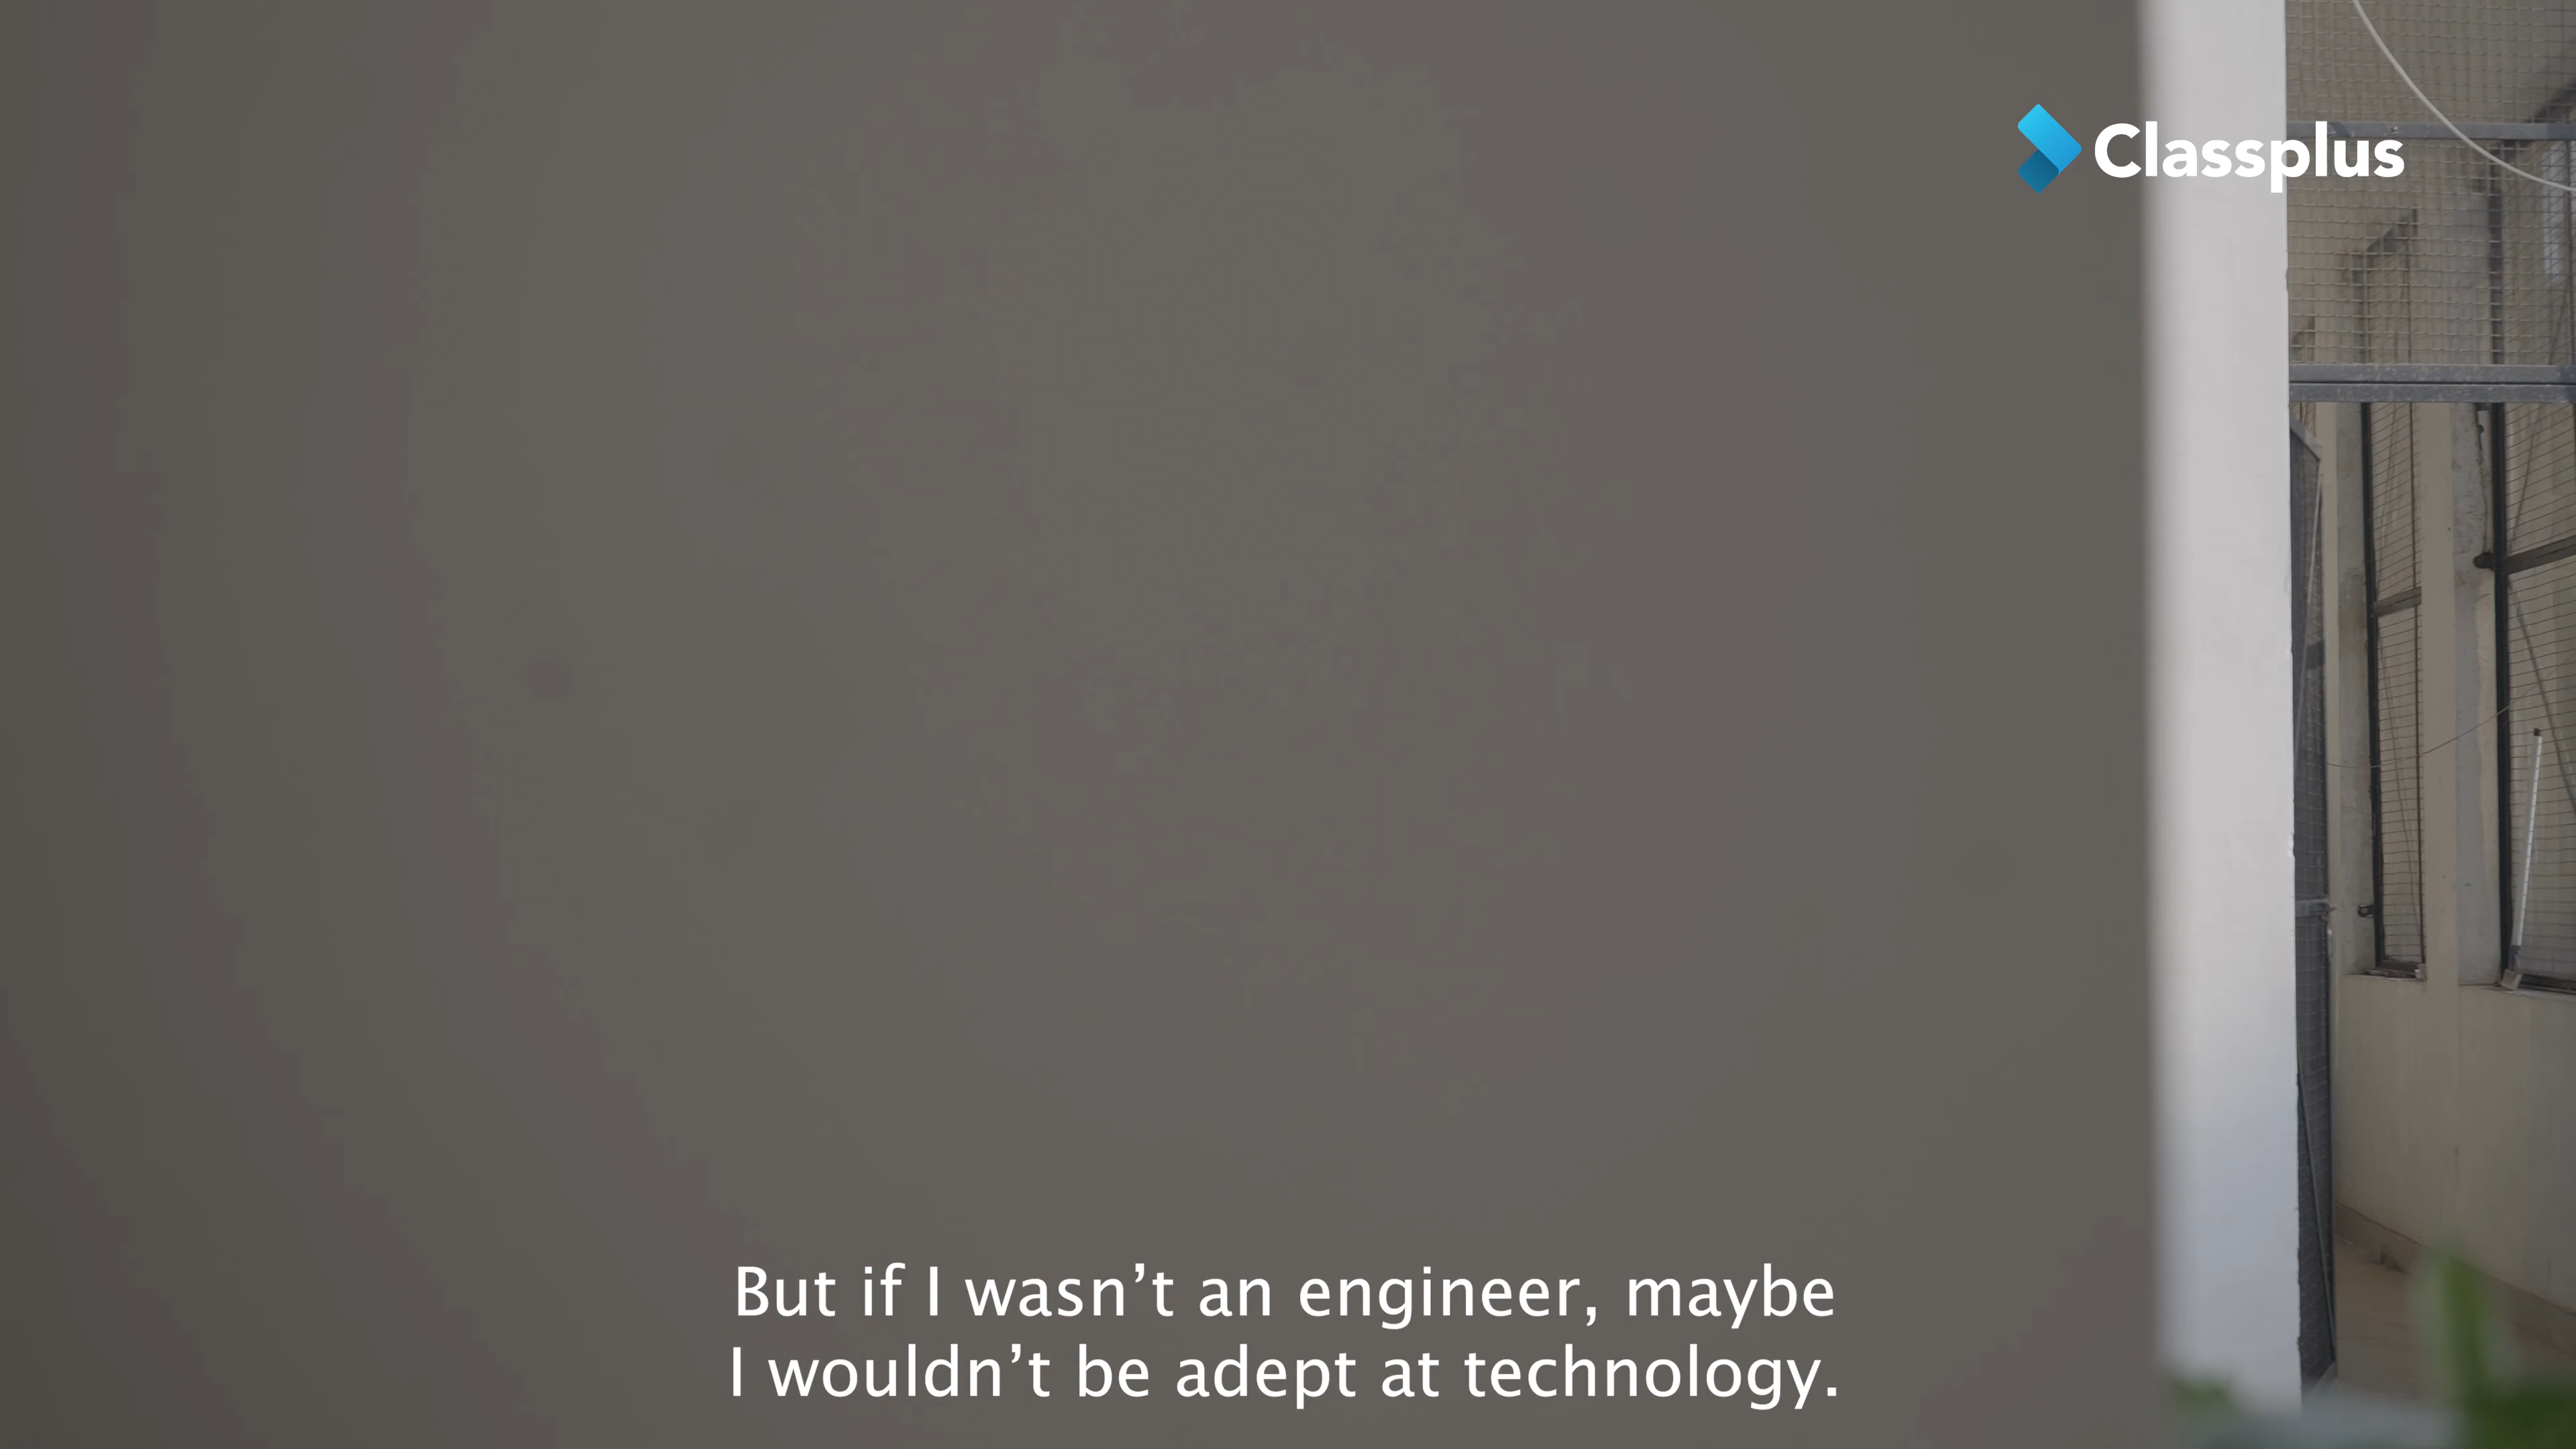 Classplus
But if I wasn’t an engineer, maybe
I wouldn’t be adept at technology.